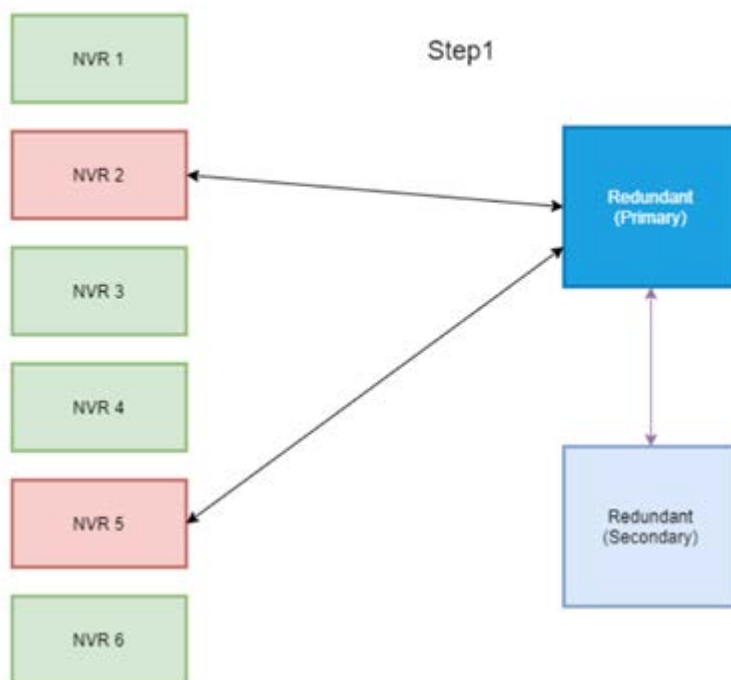 NVR 1
Step1
NVR 2
Redundant
(Primary)
NVR 3
NVR 4
NVR 5
Redundant
(Secondary)
NVR 6